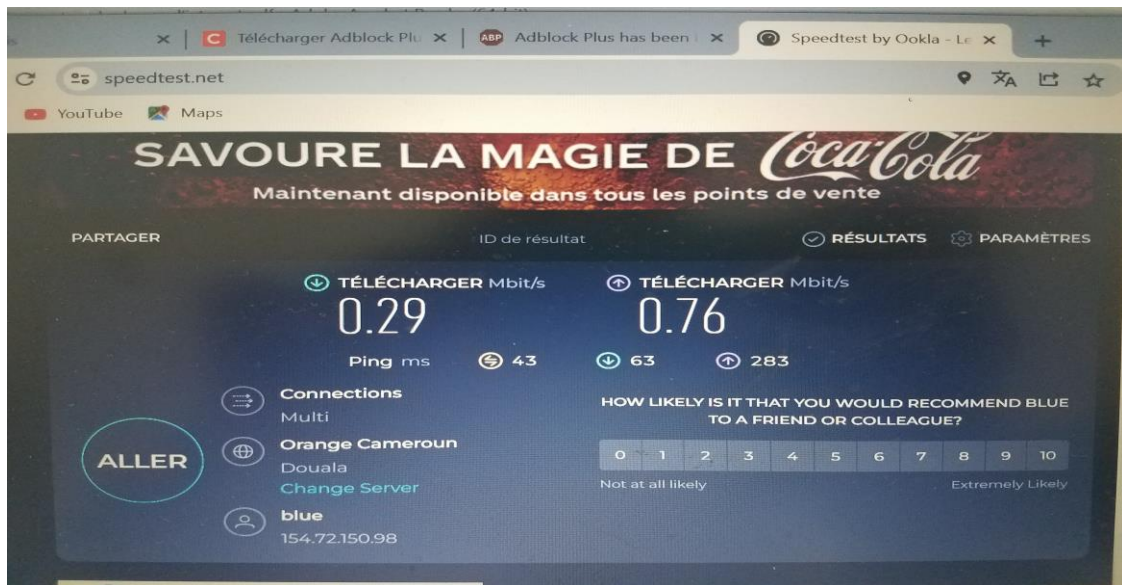 Télécharger Adblock Plu
ABP
Adblock Plus has been
Speedtest by Ookla - Le
speedtest.net
YouTube
Maps
SAVOURE LA MAGIE DE Coca-Cola
Maintenant disponible dans tous les points de vente
PARTAGER
ID de résultat
RÉSULTATS
PARAMÈTRES
TÉLÉCHARGER Mbit/s
0.29
TÉLÉCHARGER Mbit/s
0.76
Ping ms 43 63 283
Connections
Multi
Orange Cameroun
Douala
Change Server
blue
154.72.150.98
ALLER
HOW LIKELY IS IT THAT YOU WOULD RECOMMEND BLUE
TO A FRIEND OR COLLEAGUE?
0 1 2 3 4 5 6 7 8 9 10
Not at all likely
Extremely Likely